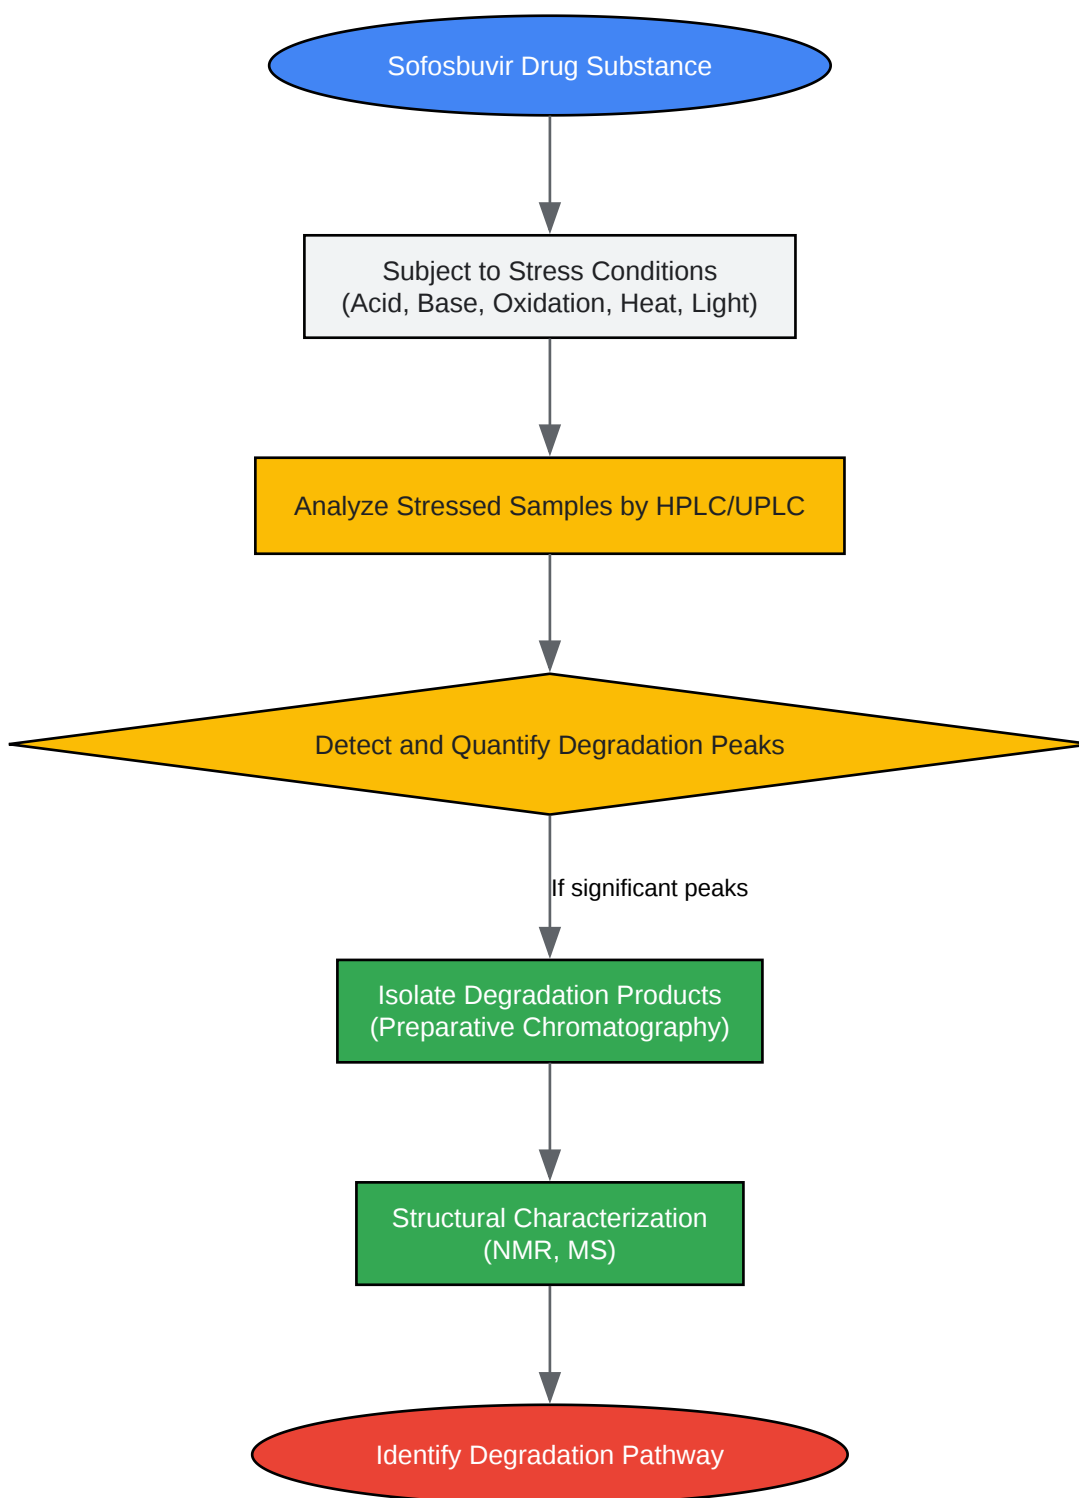 Sofosbuvir Drug Substance
Subject to Stress Conditions
(Acid, Base, Oxidation, Heat, Light)
Analyze Stressed Samples by HPLC/UPLC
Detect and Quantify Degradation Peaks
If significant peaks
Isolate Degradation Products
(Preparative Chromatography)
Structural Characterization
(NMR, MS)
Identify Degradation Pathway